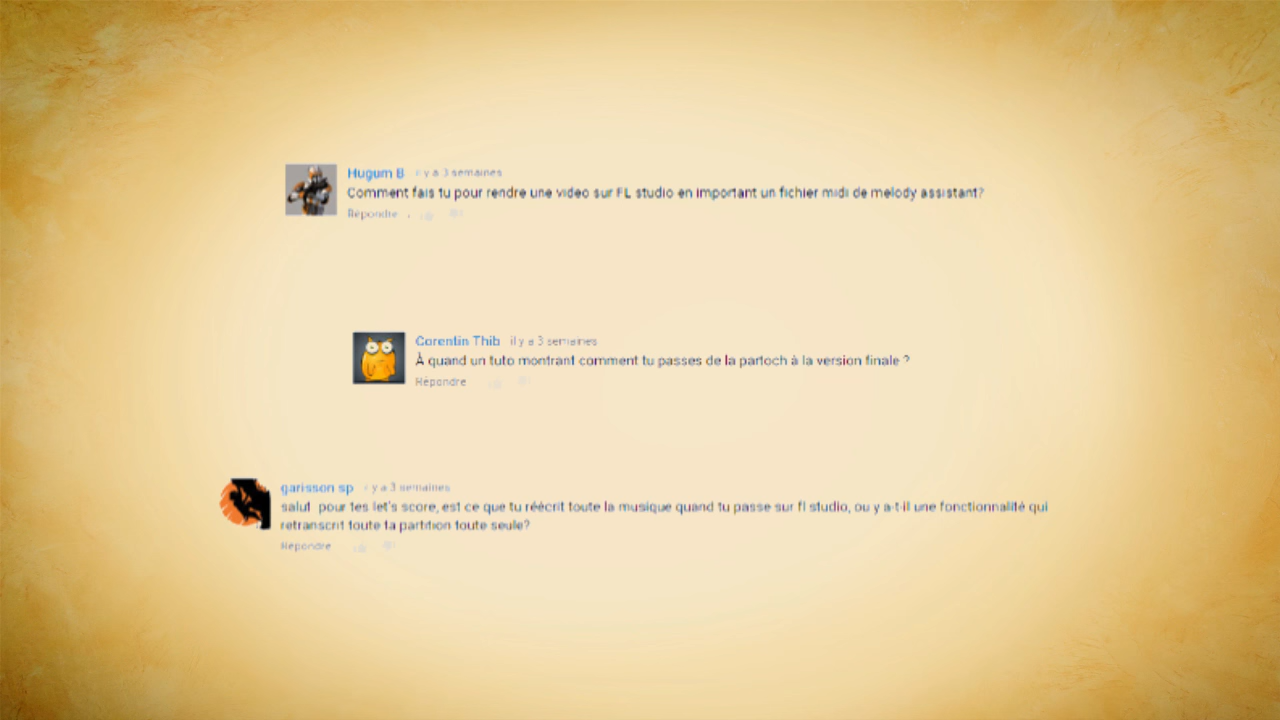 Hugum B il y a 3 semaines
Comment fais tu pour rendre une video sur FL studio en important un fichier midi de melody assistant?
Répondre
Corentin Thib il y a 3 semaines
À quand un tuto montrant comment tu passes de la partoch à la version finale ?
Répondre
garisson sp il y a 3 semaines
salut pour tes let's score, est ce que tu réécrit toute la musique quand tu passe sur fl studio, ou y a-t-il une fonctionnalité qui
retranscrit toute ta partition toute seule?
Répondre